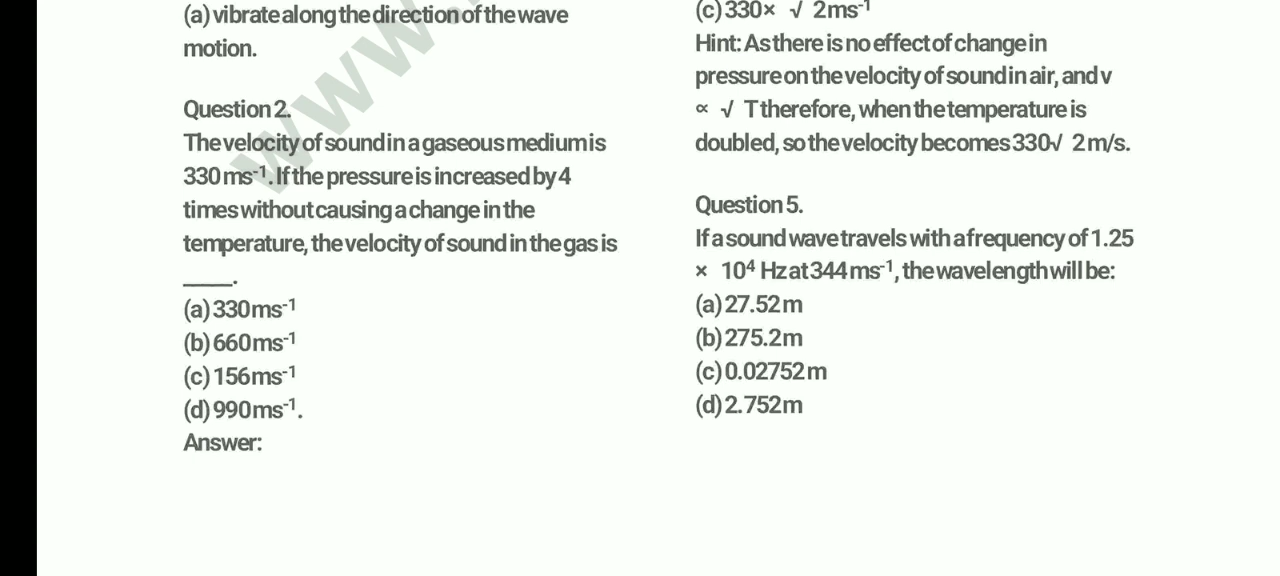 (a) vibrate along the direction of the wave
motion.
Question 2.
The velocity of sound in a gaseous medium is
330 ms⁻¹. If the pressure is increased by 4
times without causing a change in the
temperature, the velocity of sound in the gas is
_____.
(a) 330 ms⁻¹
(b) 660 ms⁻¹
(c) 156 ms⁻¹
(d) 990 ms⁻¹.
Answer:
(c) 330 × √ 2 ms⁻¹
Hint: As there is no effect of change in
pressure on the velocity of sound in air, and v
∝ √ T therefore, when the temperature is
doubled, so the velocity becomes 330√ 2 m/s.
Question 5.
If a sound wave travels with a frequency of 1.25
× 10⁴ Hz at 344 ms⁻¹, the wavelength will be:
(a) 27.52 m
(b) 275.2 m
(c) 0.02752 m
(d) 2.752 m
www.